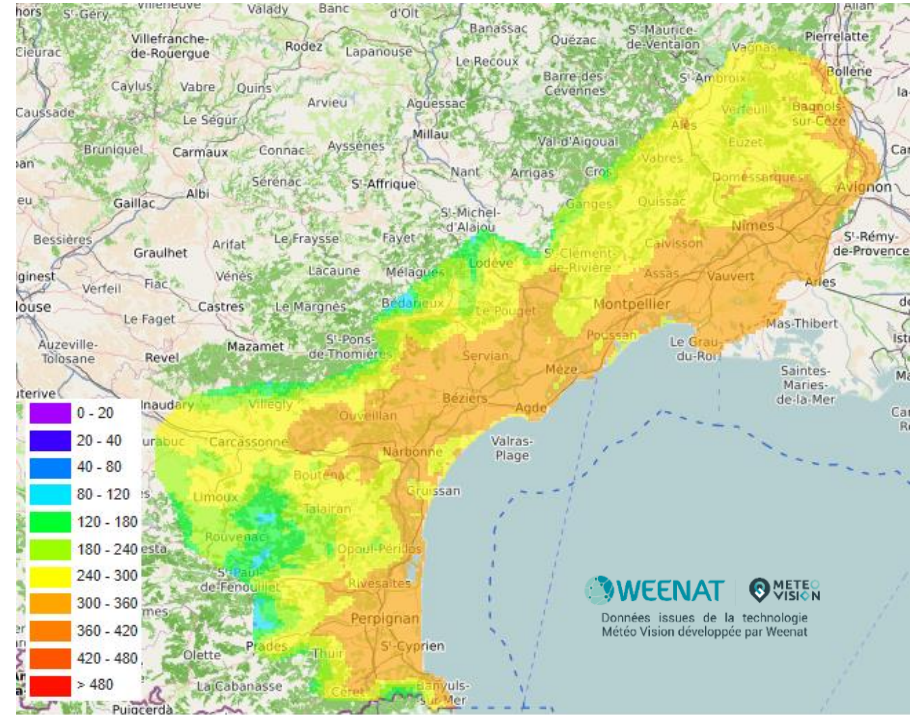 Villeneuve
Valady
Banc
d'Olt
Banassac
Sᵗ-Géry
Allan
Villefranche-
de-Rouergue
Rodez
Lapanouse
Le Recoux
Quézac
Sᵗ-Maurice-
de-Ventalon
Vagnas
Pierrelatte
Cieurac
Caylus
Vabre
Quins
Barre des
Cévennes
Sᵗ-Ambroix
Bollène
Caussade
Arvieu
Aguessac
Verfeuil
Bagnols-
sur-Cèze
Le Ségur
Millau
Alès
Bruniquel
Carmaux
Connac
Ayssènes
Val-d'Aigoual
Euzet
Sérénac
Sᵗ-Affrique
Nant
Arrigas
Cros
Vabres
Domessargues
Avignon
Gaillac
Albi
Sᵗ-Michel-
d'Alajou
Ganges
Quissac
Nîmes
Bessières
Graulhet
Arifat
Le Fraysse
Fayet
Sᵗ-Clément-
de-Rivière
Calvisson
Sᵗ-Rémy-
de-Provence
Verfeil
Fiac
Vénès
Lacaune
Mélagues
Lodève
Assas
Vauvert
Arles
Castres
Le Margnès
Bédarieux
Le Pouget
Montpellier
Le Faget
Mas-Thibert
Auzeville-
Tolosane
Revel
Mazamet
Sᵗ-Pons-
de-Thomières
Servian
Poussan
Le Grau-
du-Roi
Mèze
Saintes-
Maries-
de-la-Mer
Villegly
Ouveillan
Béziers
Agde
Carcassonne
Narbonne
Valras-
Plage
Boutenac
Gruissan
Limoux
Talairan
Rouvenac
Opoul-Périllos
Sᵗ-Paul-
de-Fenouillet
Rivesaltes
Perpignan
Prades
Sᵗ-Cyprien
Olette
Thuir
La Cabanasse
Céret
Banyuls-
sur-Mer
Puigcerdà
0 - 20
20 - 40
40 - 80
80 - 120
120 - 180
180 - 240
240 - 300
300 - 360
360 - 420
420 - 480
> 480
WEENAT
METEO
VISION
Données issues de la technologie
Météo Vision développée par Weenat